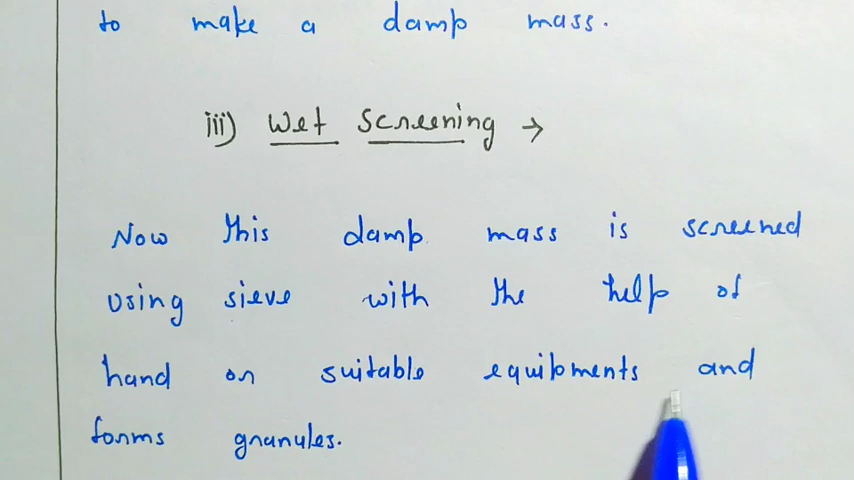 to make a damp mass.
iii) Wet Screening →
Now this damp mass is screened
using sieve with the help of
hand or suitable equipments and
forms granules.